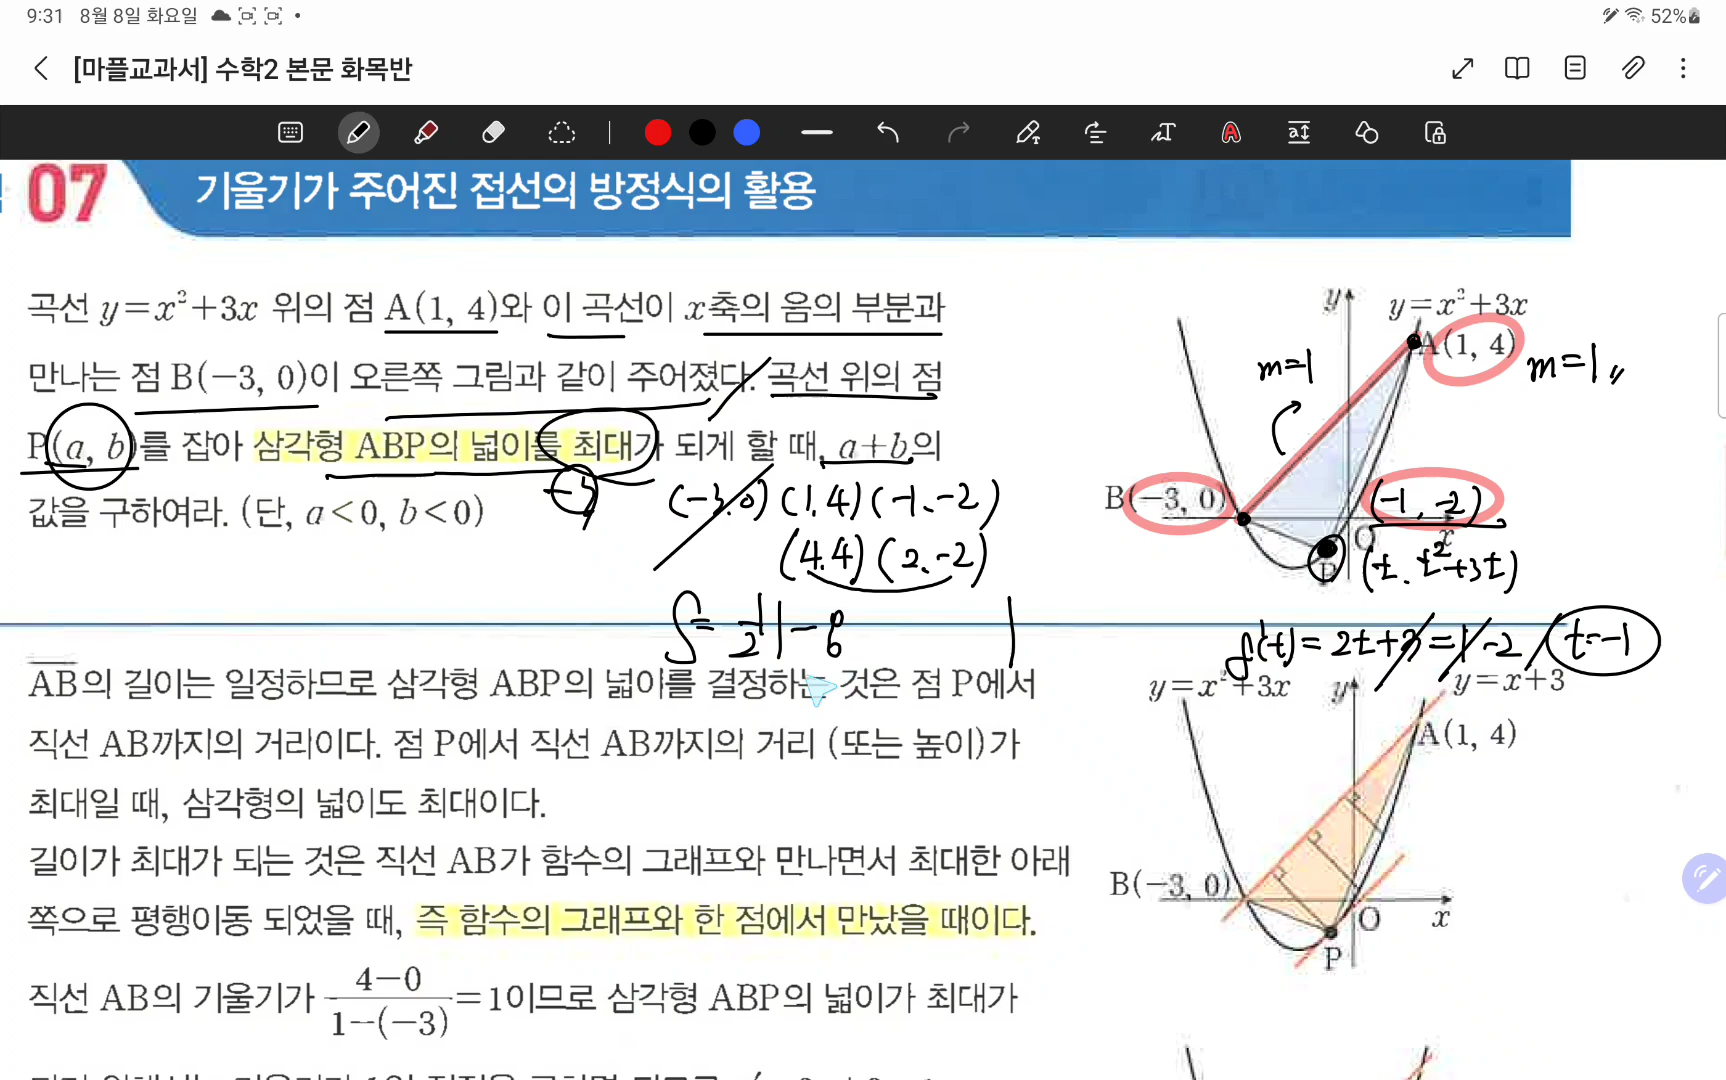 9:31 8월 8일 화요일
52%
[마플교과서] 수학2 본문 화목반
07 기울기가 주어진 접선의 방정식의 활용
곡선 y=x²+3x 위의 점 A(1, 4)와 이 곡선이 x축의 음의 부분과
만나는 점 B(−3, 0)이 오른쪽 그림과 같이 주어졌다. 곡선 위의 점
P(a, b)를 잡아 삼각형 ABP의 넓이를 최대가 되게 할 때, a+b의
값을 구하여라. (단, a<0, b<0)
(−3.0) (1.4) (−1.−2)
(4.4) (2.−2)
y
y=x²+3x
A(1, 4)
m=1
m=1
B(−3, 0)
(−1, −2)
O
x
P
(t. t²+3t)
f'(t)=2t+3=1 −2
t=−1
AB의 길이는 일정하므로 삼각형 ABP의 넓이를 결정하는 것은 점 P에서
직선 AB까지의 거리이다. 점 P에서 직선 AB까지의 거리 (또는 높이)가
최대일 때, 삼각형의 넓이도 최대이다.
길이가 최대가 되는 것은 직선 AB가 함수의 그래프와 만나면서 최대한 아래
쪽으로 평행이동 되었을 때, 즉 함수의 그래프와 한 점에서 만났을 때이다.
직선 AB의 기울기가 4−0/1−(−3)=1이므로 삼각형 ABP의 넓이가 최대가
y=x²+3x
y
y=x+3
A(1, 4)
B(−3, 0)
O
x
P